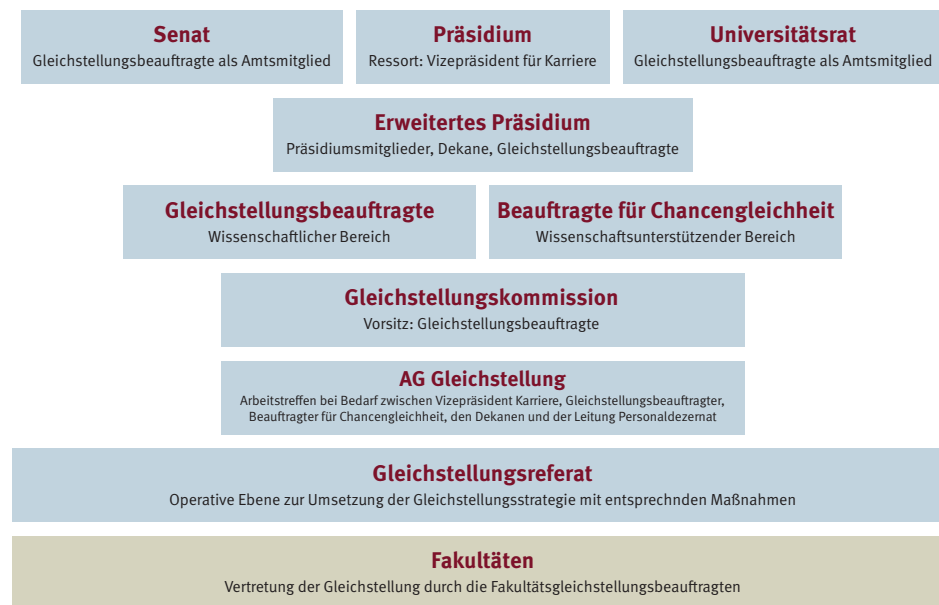 Senat
Gleichstellungsbeauftragte als Amtsmitglied
Präsidium
Ressort: Vizepräsident für Karriere
Universitätsrat
Gleichstellungsbeauftragte als Amtsmitglied
Erweitertes Präsidium
Präsidiumsmitglieder, Dekane, Gleichstellungsbeauftragte
Gleichstellungsbeauftragte
Wissenschaftlicher Bereich
Beauftragte für Chancengleichheit
Wissenschaftsunterstützender Bereich
Gleichstellungskommission
Vorsitz: Gleichstellungsbeauftragte
AG Gleichstellung
Arbeitstreffen bei Bedarf zwischen Vizepräsident Karriere, Gleichstellungsbeauftragter,
Beauftragter für Chancengleichheit, den Dekanen und der Leitung Personaldezernat
Gleichstellungsreferat
Operative Ebene zur Umsetzung der Gleichstellungsstrategie mit entsprechnden Maßnahmen
Fakultäten
Vertretung der Gleichstellung durch die Fakultätsgleichstellungsbeauftragten